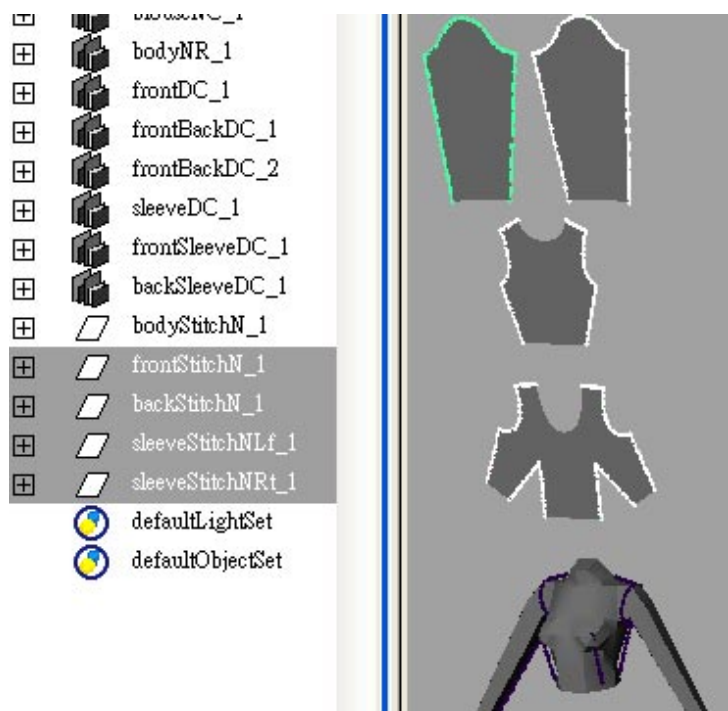 bodyNR_1
frontDC_1
frontBackDC_1
frontBackDC_2
sleeveDC_1
frontSleeveDC_1
backSleeveDC_1
bodyStitchN_1
frontStitchN_1
backStitchN_1
sleeveStitchNLf_1
sleeveStitchNRt_1
defaultLightSet
defaultObjectSet